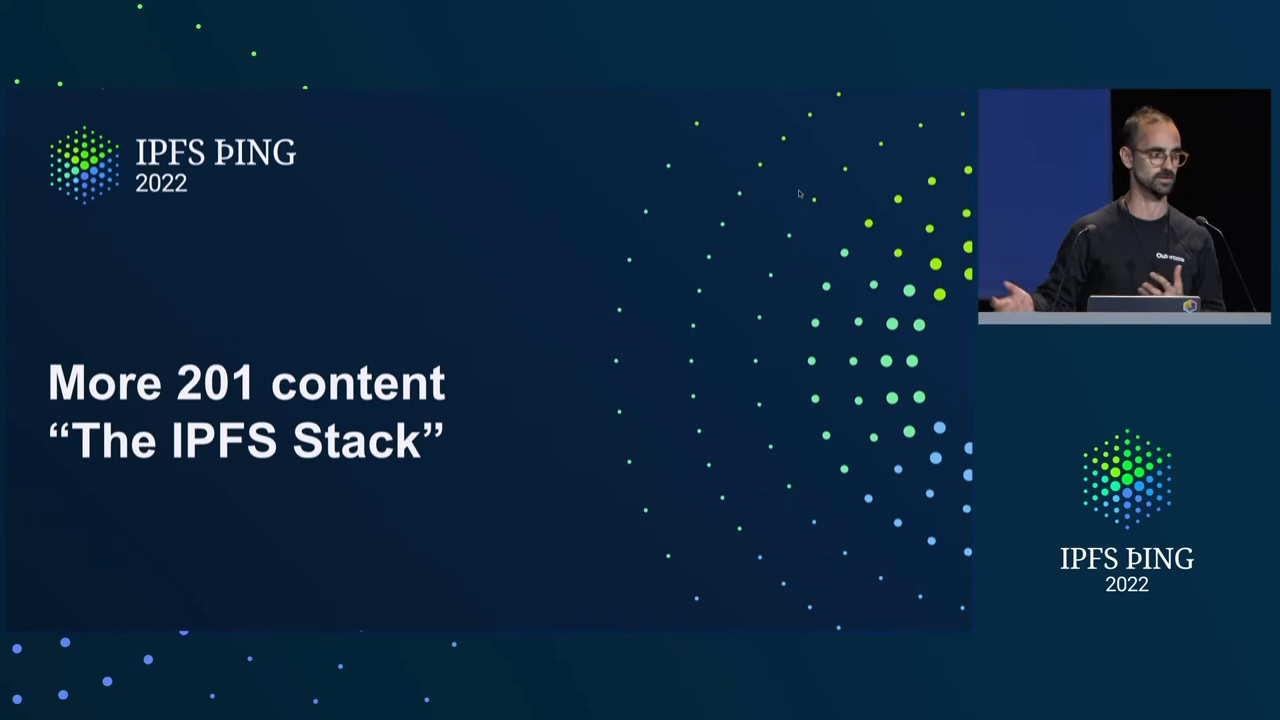 IPFS ÞING
2022
More 201 content
“The IPFS Stack”
IPFS ÞING
2022